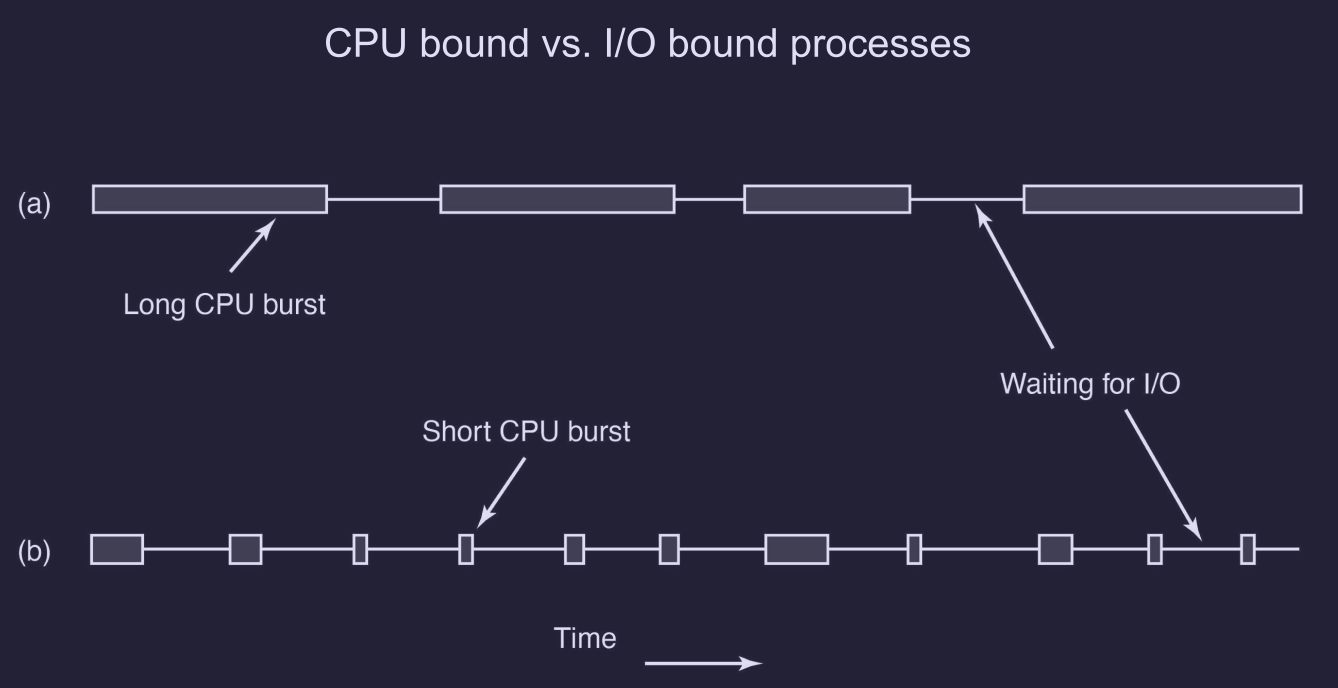 CPU bound vs. I/O bound processes
(a)
Long CPU burst
Waiting for I/O
Short CPU burst
(b)
Time